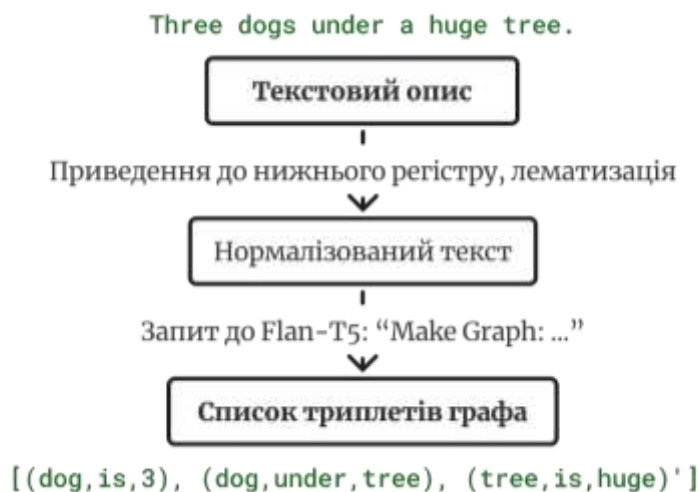 Three dogs under a huge tree.
Текстовий опис
Приведення до нижнього регістру, лематизація
Нормалізований текст
Запит до Flan-T5: “Make Graph: ...”
Список триплетів графа
[(dog,is,3), (dog,under,tree), (tree,is,huge)']